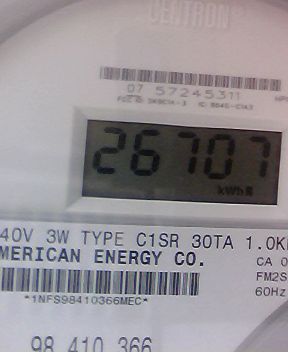 CENTRON
07 57245311
26707
kWh
40V 3W TYPE C1SR 30TA 1.0K
MERICAN ENERGY CO.
CA 0
FM2S
60Hz
*1NFS98410366MEC*
98 410 366